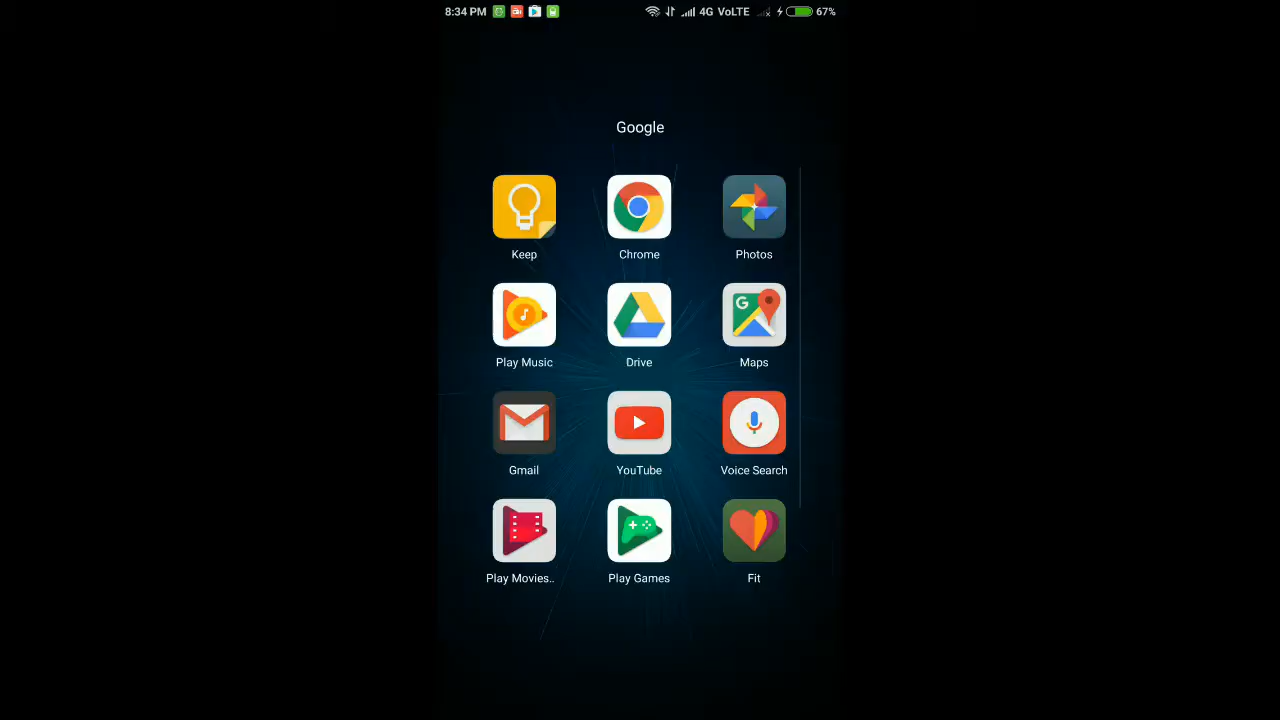 8:34 PM 4G VoLTE 67%
Google
Keep Chrome Photos
G
Play Music Drive Maps
Gmail YouTube Voice Search
Play Movies.. Play Games Fit